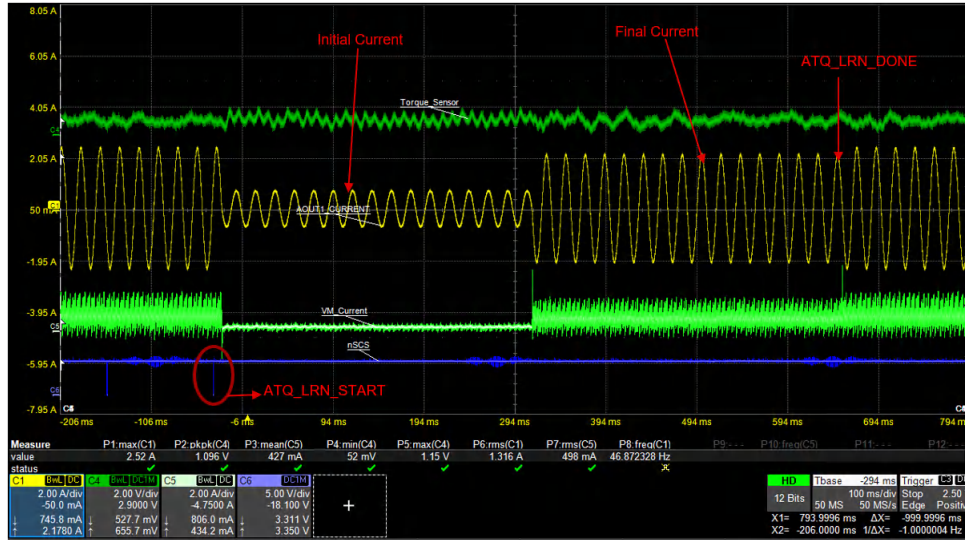 8.05 A
6.05 A
4.05 A
2.05 A
50 mA
-1.95 A
-3.95 A
-5.95 A
-7.95 A
Initial Current
Final Current
ATQ_LRN_DONE
Torque_Sensor
C4
C1
AOUT1_CURRENT
VM_Current
C5
nSCS
ATQ_LRN_START
C6
-206 ms
-106 ms
-6 ms
94 ms
194 ms
294 ms
394 ms
494 ms
594 ms
694 ms
794 ms
Measure P1:max(C1) P2:pkpk(C4) P3:mean(C5) P4:min(C4) P5:max(C4) P6:rms(C1) P7:rms(C5) P8:freq(C1) P9:--- P10:freq(C5) P11:--- P12:---
value 2.52 A 1.096 V 427 mA 52 mV 1.15 V 1.316 A 498 mA 46.872328 Hz
status
C1 BwL DC
2.00 A/div
-50.0 mA
↓ 745.8 mA
↑ 2.1780 A
C4 BwL DC1M
2.00 V/div
2.9000 V
↓ 527.7 mV
↑ 655.7 mV
C5 BwL DC
2.00 A/div
-4.7500 A
↓ 806.0 mA
↑ 434.2 mA
C6 DC1M
5.00 V/div
-18.100 V
↓ 3.311 V
↑ 3.350 V
+
HD
12 Bits
Tbase -294 ms
100 ms/div
50 MS 50 MS/s
Trigger C3
Stop 2.50
Edge Positiv
X1= 793.9996 ms ΔX= -999.9996 ms
X2= -206.0000 ms 1/ΔX= -1.0000004 Hz